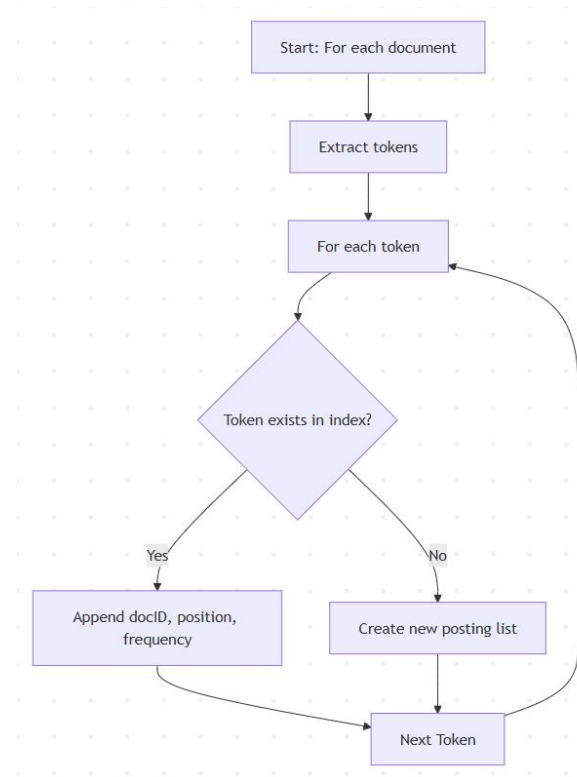 Start: For each document
Extract tokens
For each token
Token exists in index?
Yes
No
Append docID, position,
frequency
Create new posting list
Next Token